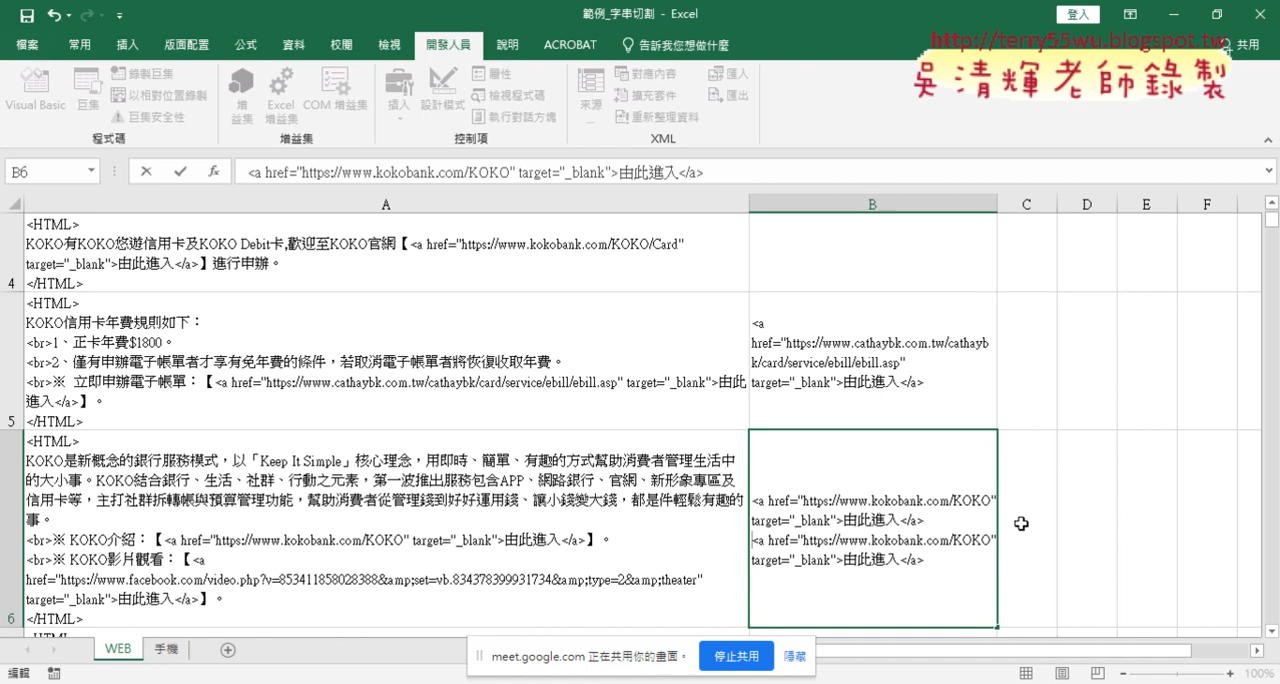 範例_字串切割 - Excel
登入
檔案 常用 插入 版面配置 公式 資料 校閱 檢視 開發人員 說明 ACROBAT 告訴我您想做什麼 共用
http://terry55wu.blogspot.tw
吳清輝老師錄製
Visual Basic
巨集
錄製巨集
以相對位置錄製
巨集安全性
程式碼
增益集
Excel 增益集
COM 增益集
增益集
插入
設計模式
屬性
檢視程式碼
執行對話方塊
控制項
來源
對應內容
擴充套件
重新整理資料
匯入
匯出
XML
B6
<a href="https://www.kokobank.com/KOKO" target="_blank">由此進入</a>
A B C D E F
<HTML>
KOKO有KOKO您遊信用卡及KOKO Debit卡,歡迎至KOKO官網【<a href="https://www.kokobank.com/KOKO/Card"
target="_blank">由此進入</a>】進行申辦。
</HTML>
4
<HTML>
KOKO信用卡年費規則如下：
<br>1、正卡年費$1800。
<br>2、僅有申辦電子帳單者才享有免年費的條件，若取消電子帳單者將恢復收取年費。
<br>※ 立即申辦電子帳單：【<a href="https://www.cathaybk.com.tw/cathaybk/card/service/ebill/ebill.asp" target="_blank">由此
進入</a>】。
</HTML>
5
<a
href="https://www.cathaybk.com.tw/cathayb
k/card/service/ebill/ebill.asp"
target="_blank">由此進入</a>
<HTML>
KOKO是新概念的銀行服務模式，以「Keep It Simple」核心理念，用即時、簡單、有趣的方式幫助消費者管理生活中
的大小事。KOKO結合銀行、生活、社群、行動之元素，第一波推出服務包含APP、網路銀行、官網、新形象專區及
信用卡等，主打社群拆轉帳與預算管理功能，幫助消費者從管理錢到好好運用錢、讓小錢變大錢，都是件輕鬆有趣的
事。
<br>※ KOKO介紹：【<a href="https://www.kokobank.com/KOKO" target="_blank">由此進入</a>】。
<br>※ KOKO影片觀看：【<a
href="https://www.facebook.com/video.php?v=853411858028388&amp;set=vb.834378399931734&amp;type=2&amp;theater"
target="_blank">由此進入</a>】。
</HTML>
6
<a href="https://www.kokobank.com/KOKO"
target="_blank">由此進入</a>
<a href="https://www.kokobank.com/KOKO"
target="_blank">由此進入</a>
WEB 手機
meet.google.com 正在共用你的畫面。 停止共用 隱藏
編輯
100%